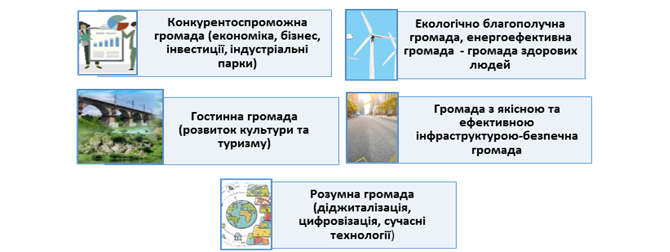 Конкурентоспроможна
громада (економіка, бізнес,
інвестиції, індустріальні
парки)
Екологічно благополучна
громада, енергоефективна
громада - громада здорових
людей
Гостинна громада
(розвиток культури та
туризму)
Громада з якісною та
ефективною
інфраструктурою-безпечна
громада
Розумна громада
(діджиталізація,
цифровізація, сучасні
технології)